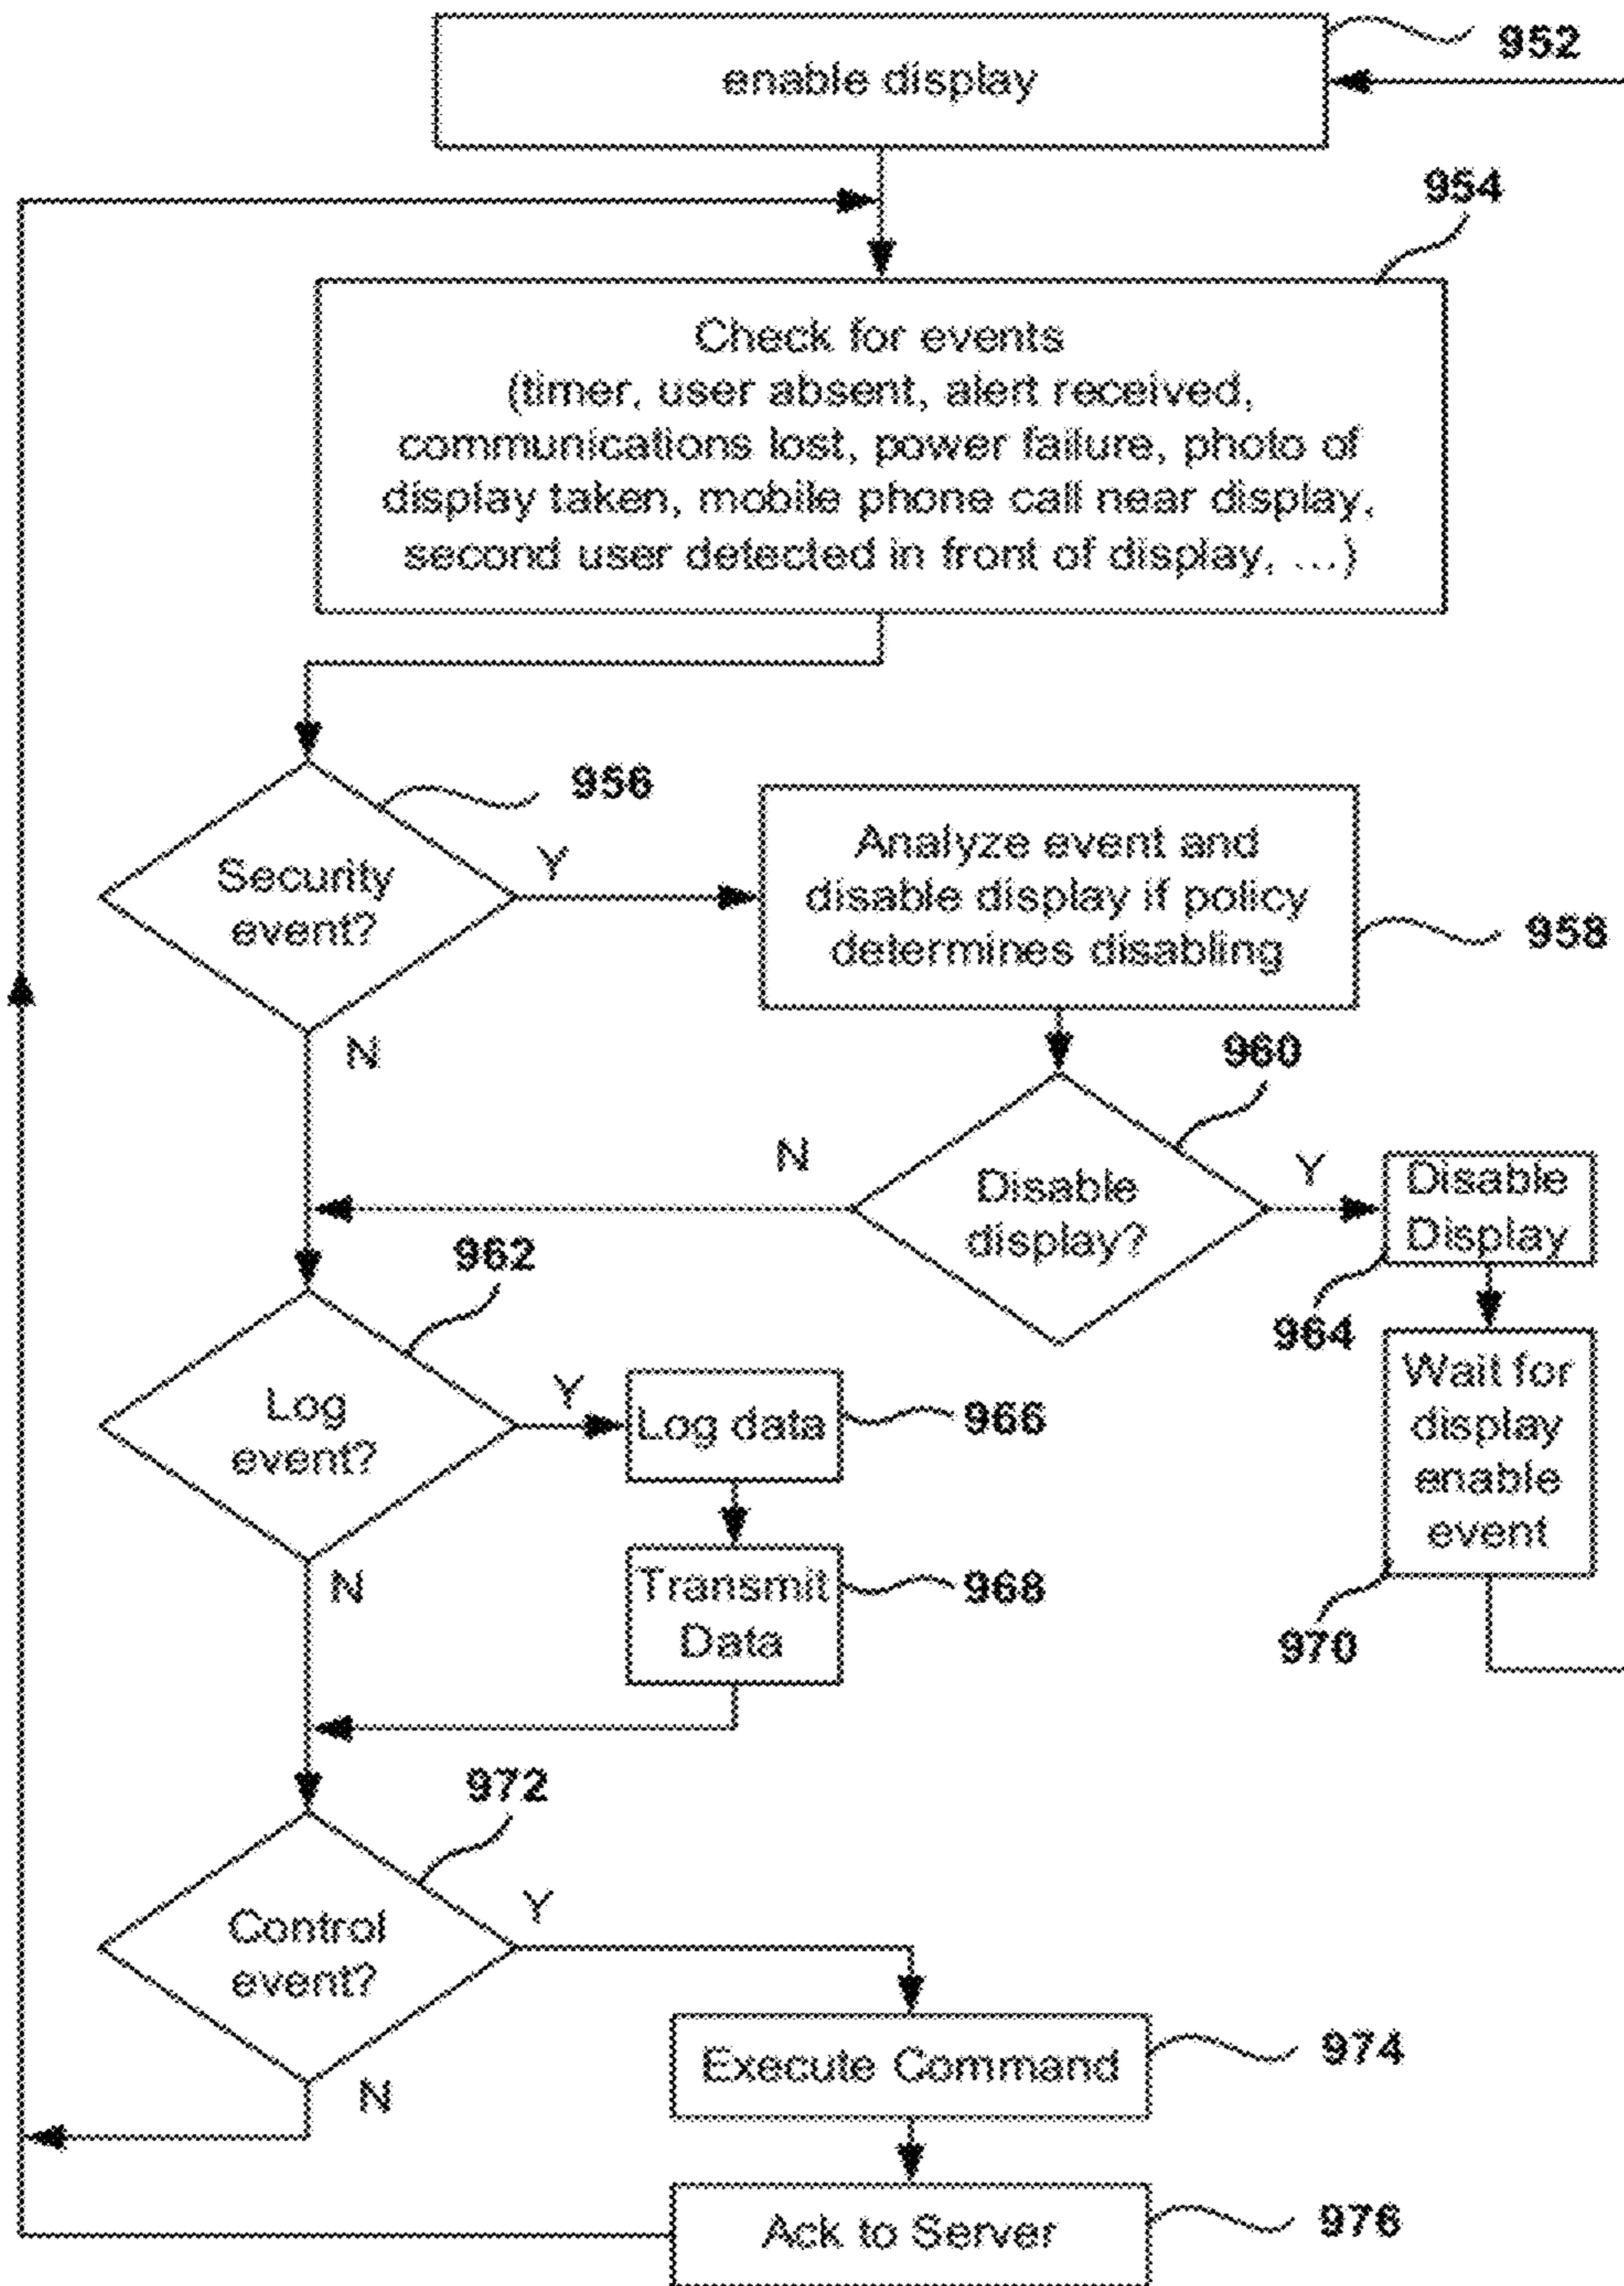 952
enable display
954
Check for events
(timer, user absent, alert received,
communications lost, power failure, photo of
display taken, mobile phone call near display,
second user detected in front of display, ...)
956
Security
event?
Y
N
Analyze event and
disable display if policy
determines disabling
958
960
Disable
display?
N
Y
Disable
Display
964
962
Log
event?
Y
N
Log data
966
Transmit
Data
968
Wait for
display
enable
event
970
972
Control
event?
Y
N
Execute Command
974
Ack to Server
976